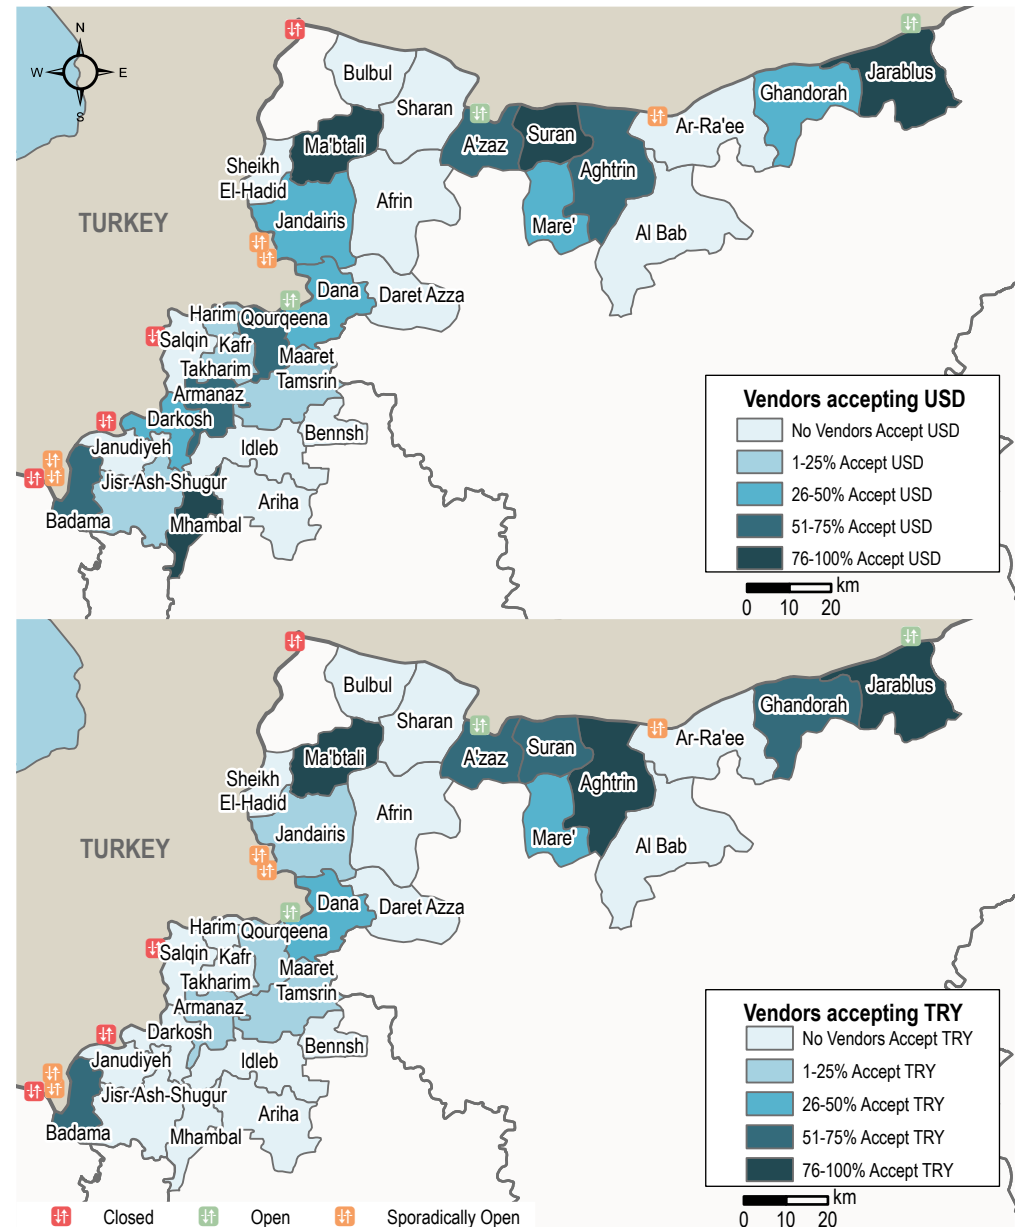 N
W E
S
Bulbul
Sharan
Ma'btali
Sheikh
El-Hadid
Afrin
Jandairis
TURKEY
A'zaz
Suran
Aghtrin
Mare'
Ar-Ra'ee
Al Bab
Ghandorah
Jarablus
Dana
Daret Azza
Harim
Qourqeena
Salqin
Kafr
Takharim
Maaret
Tamsrin
Armanaz
Darkosh
Bennsh
Janudiyeh
Idleb
Jisr-Ash-Shugur
Ariha
Badama
Mhambal
Vendors accepting USD
No Vendors Accept USD
1-25% Accept USD
26-50% Accept USD
51-75% Accept USD
76-100% Accept USD
km
0 10 20
Bulbul
Sharan
Ma'btali
Sheikh
El-Hadid
Afrin
Jandairis
TURKEY
A'zaz
Suran
Aghtrin
Mare'
Ar-Ra'ee
Al Bab
Ghandorah
Jarablus
Dana
Daret Azza
Harim
Qourqeena
Salqin
Kafr
Takharim
Maaret
Tamsrin
Armanaz
Darkosh
Bennsh
Janudiyeh
Idleb
Jisr-Ash-Shugur
Ariha
Badama
Mhambal
Vendors accepting TRY
No Vendors Accept TRY
1-25% Accept TRY
26-50% Accept TRY
51-75% Accept TRY
76-100% Accept TRY
km
0 10 20
Closed Open Sporadically Open